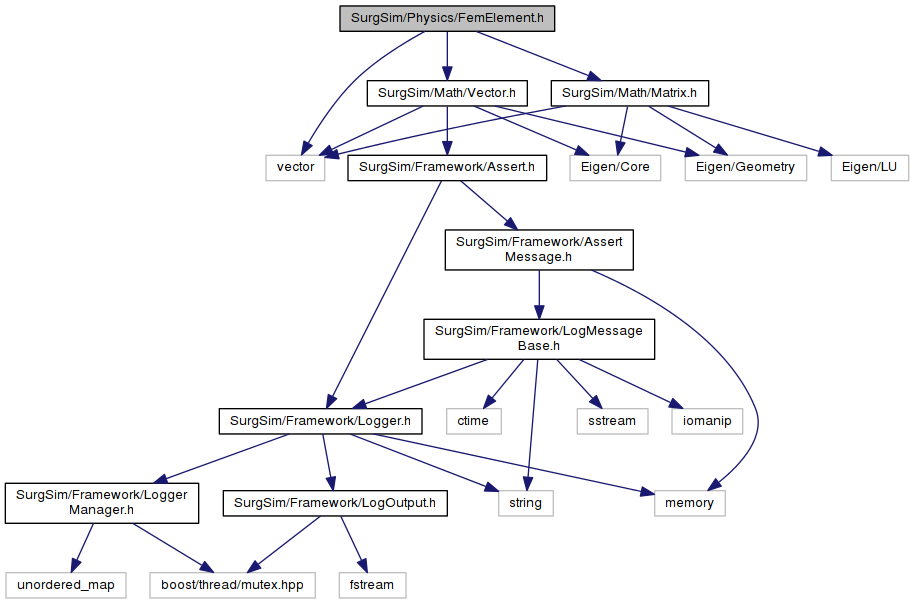 SurgSim/Physics/FemElement.h
SurgSim/Math/Vector.h
SurgSim/Math/Matrix.h
vector
SurgSim/Framework/Assert.h
Eigen/Core
Eigen/Geometry
Eigen/LU
SurgSim/Framework/Assert
Message.h
SurgSim/Framework/LogMessage
Base.h
SurgSim/Framework/Logger.h
ctime
sstream
iomanip
SurgSim/Framework/Logger
Manager.h
SurgSim/Framework/LogOutput.h
string
memory
unordered_map
boost/thread/mutex.hpp
fstream